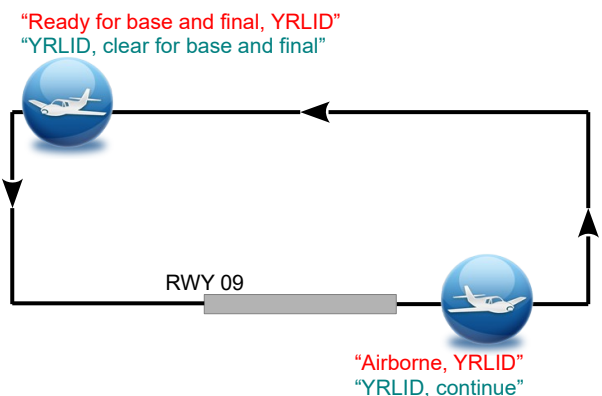 “Ready for base and final, YRLID”
“YRLID, clear for base and final”
RWY 09
“Airborne, YRLID”
“YRLID, continue”